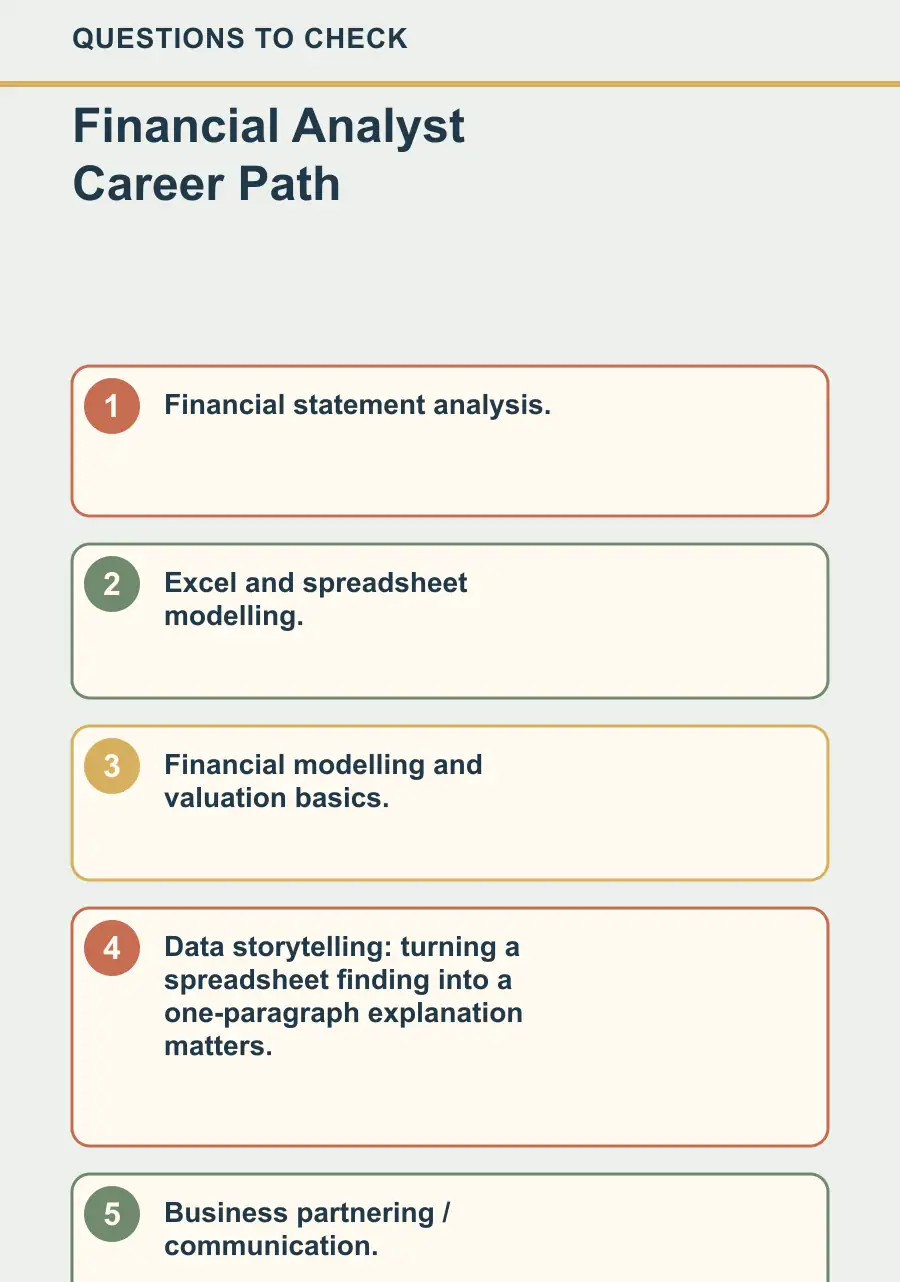 QUESTIONS TO CHECK
Financial Analyst
Career Path
1
Financial statement analysis.
2
Excel and spreadsheet
modelling.
3
Financial modelling and
valuation basics.
4
Data storytelling: turning a
spreadsheet finding into a
one-paragraph explanation
matters.
5
Business partnering /
communication.